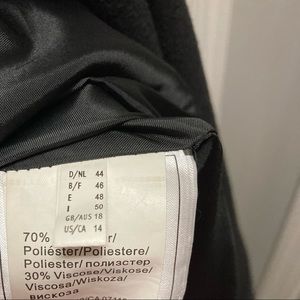 D/NL 44
B/F 46
E 48
I 50
GB/AUS 18
US/CA 14
70%
Poliéster/Poliestere/
Poliester/ полиэстер
30% Viscose/Viskose/
Viscosa/Wiskoza/
вискоза